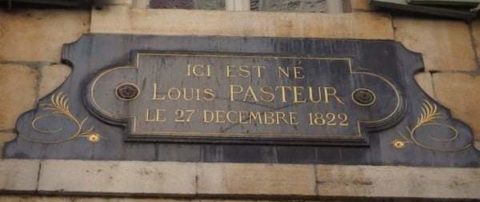 ICI EST NÉ
LOUIS PASTEUR
LE 27 DECEMBRE 1822